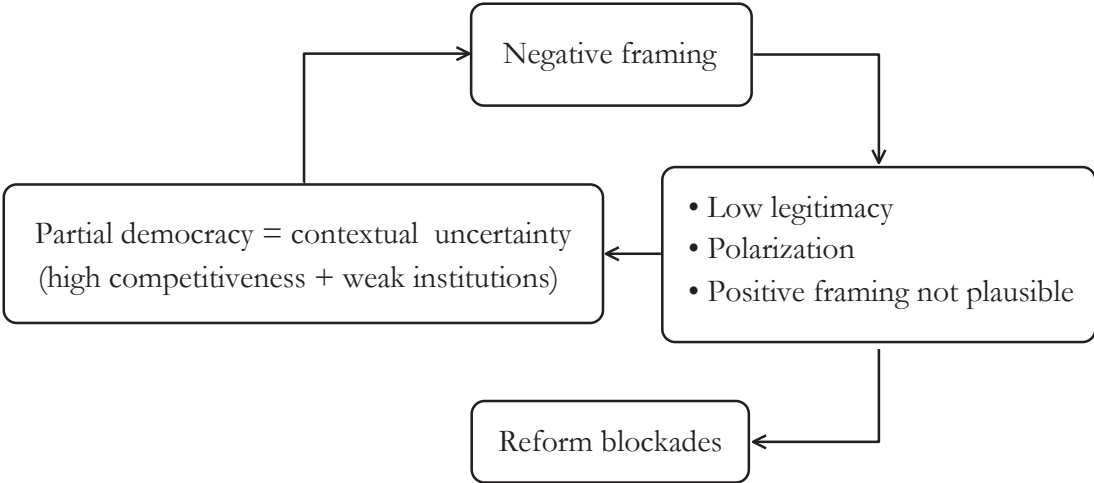 Negative framing
Partial democracy = contextual uncertainty
(high competitiveness + weak institutions)
• Low legitimacy
• Polarization
• Positive framing not plausible
Reform blockades